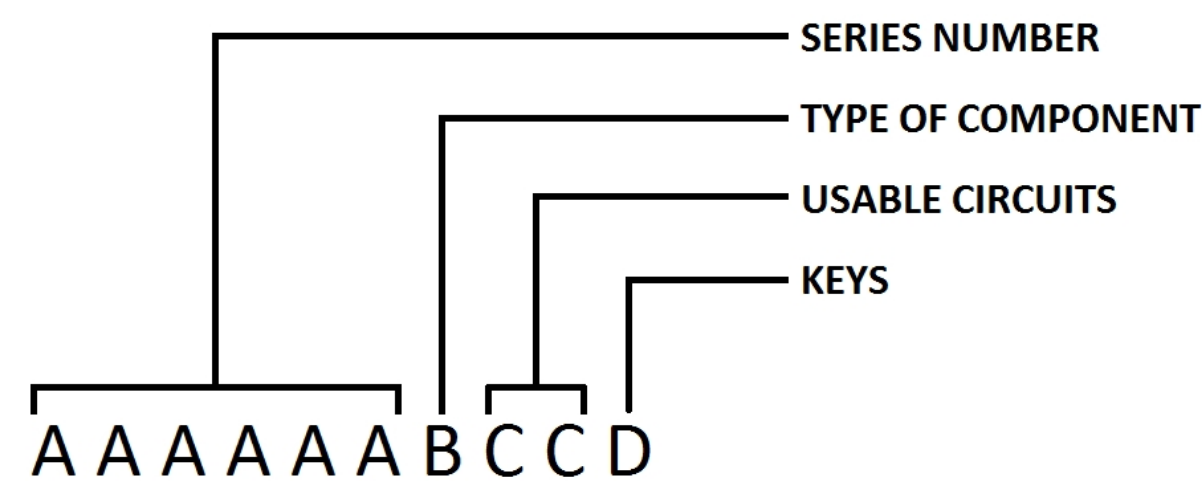 SERIES NUMBER
TYPE OF COMPONENT
USABLE CIRCUITS
KEYS
A A A A A A B C C D